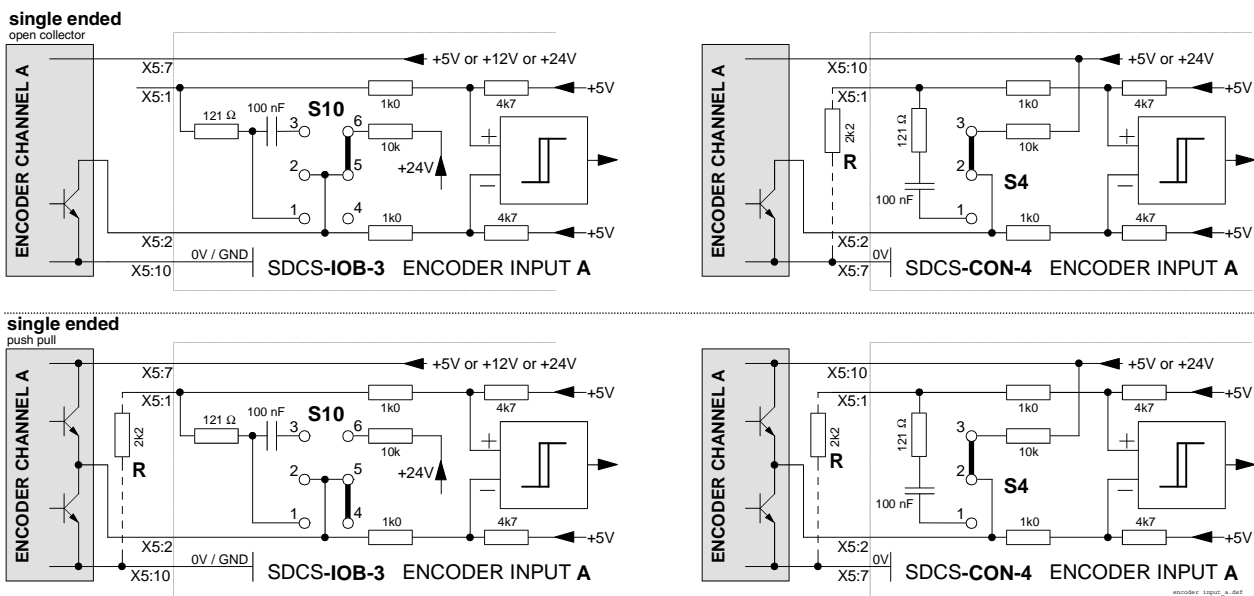 single ended
open collector
ENCODER CHANNEL A
X5:7
+5V or +12V or +24V
X5:1
1k0
4k7
+5V
121 Ω
100 nF
S10
3
6
10k
+24V
2
5
1
4
+
–
1k0
4k7
+5V
X5:2
0V / GND
X5:10
SDCS-IOB-3 ENCODER INPUT A
ENCODER CHANNEL A
X5:10
+5V or +24V
X5:1
1k0
4k7
+5V
2k2
R
121 Ω
100 nF
3
10k
2
S4
1
+
–
1k0
4k7
+5V
X5:2
0V
X5:7
SDCS-CON-4 ENCODER INPUT A
single ended
push pull
ENCODER CHANNEL A
X5:7
+5V or +12V or +24V
X5:1
1k0
4k7
+5V
2k2
R
121 Ω
100 nF
S10
3
6
10k
+24V
2
5
1
4
+
–
1k0
4k7
+5V
X5:2
0V / GND
X5:10
SDCS-IOB-3 ENCODER INPUT A
ENCODER CHANNEL A
X5:10
+5V or +24V
X5:1
1k0
4k7
+5V
2k2
R
121 Ω
100 nF
3
10k
2
S4
1
+
–
1k0
4k7
+5V
X5:2
0V
X5:7
SDCS-CON-4 ENCODER INPUT A
encoder input_a.dsf